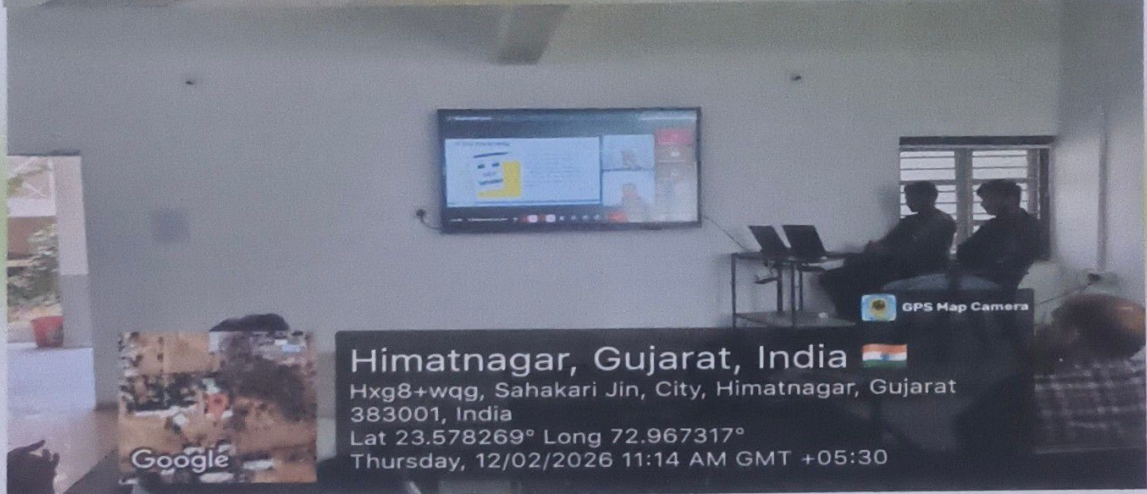 GPS Map Camera
Himatnagar, Gujarat, India
Hxg8+wqg, Sahakari Jin, City, Himatnagar, Gujarat
383001, India
Lat 23.578269° Long 72.967317°
Thursday, 12/02/2026 11:14 AM GMT +05:30
Google